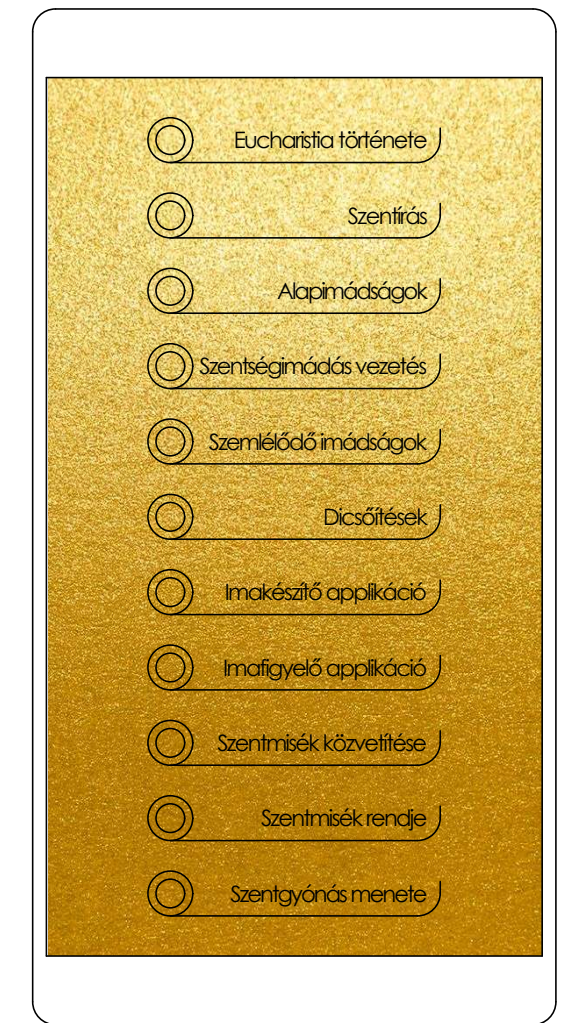 Eucharistia története
Szentírás
Alapimádságok
Szentségimádás vezetés
Szemlélődő imádságok
Dicsőítések
Imakészítő applikáció
Imafigyelő applikáció
Szentmisék közvetítése
Szentmisék rendje
Szentgyónás menete